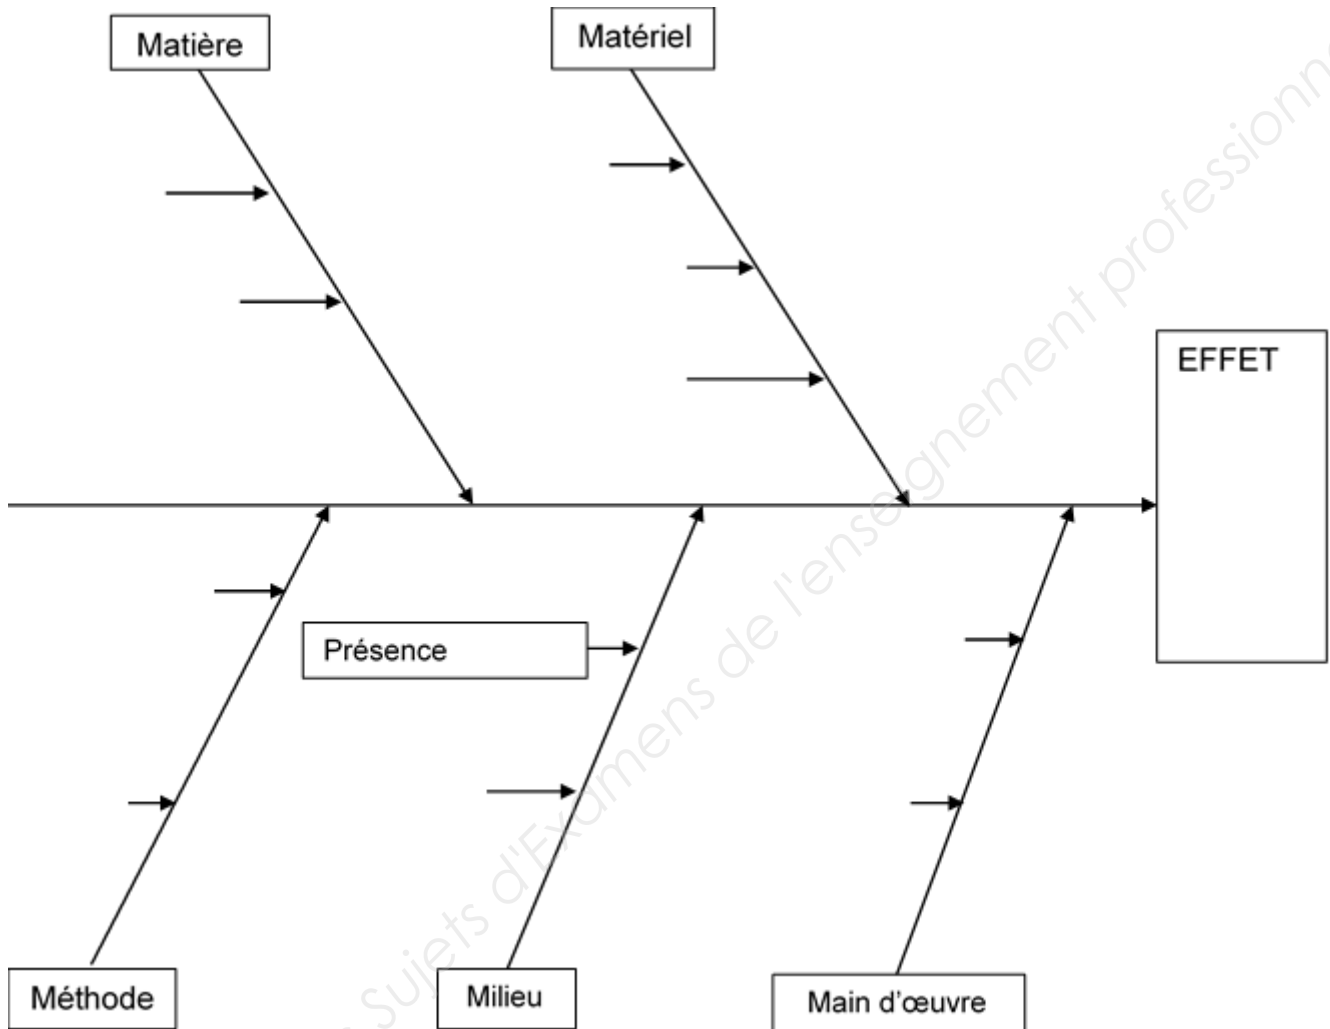 Matière
Matériel
EFFET
Présence
Méthode
Milieu
Main d'œuvre
Sujets d'Examens de l'enseignement professionn